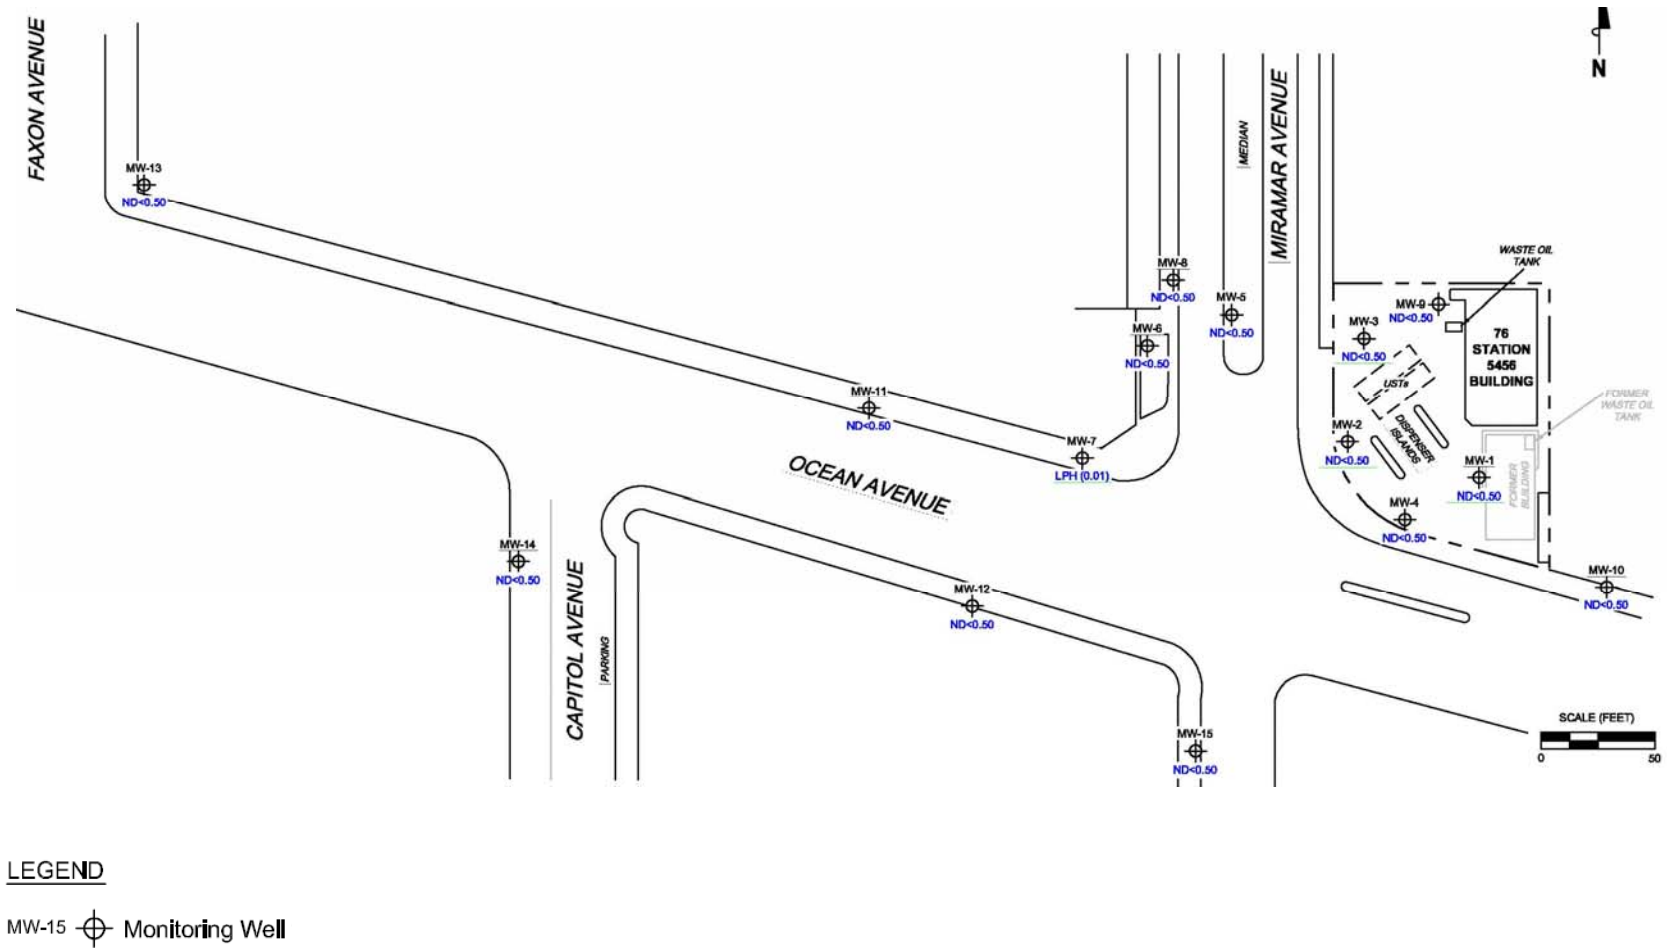 FAXON AVENUE
N
MIRAMAR AVENUE
MEDIAN
MW-13
ND<0.50
WASTE OIL
TANK
MW-8
ND<0.50
MW-5
ND<0.50
MW-9
ND<0.50
MW-3
ND<0.50
MW-6
ND<0.50
76
STATION
5456
BUILDING
USTs
FORMER
WASTE OIL
TANK
MW-11
ND<0.50
MW-7
LPH (0.01)
MW-2
ND<0.50
DISPENSER
ISLANDS
MW-1
ND<0.50
FORMER
BUILDING
OCEAN AVENUE
MW-4
ND<0.50
MW-14
ND<0.50
CAPITOL AVENUE
PARKING
MW-12
ND<0.50
MW-10
ND<0.50
MW-15
ND<0.50
SCALE (FEET)
0 50
LEGEND
MW-15 Monitoring Well